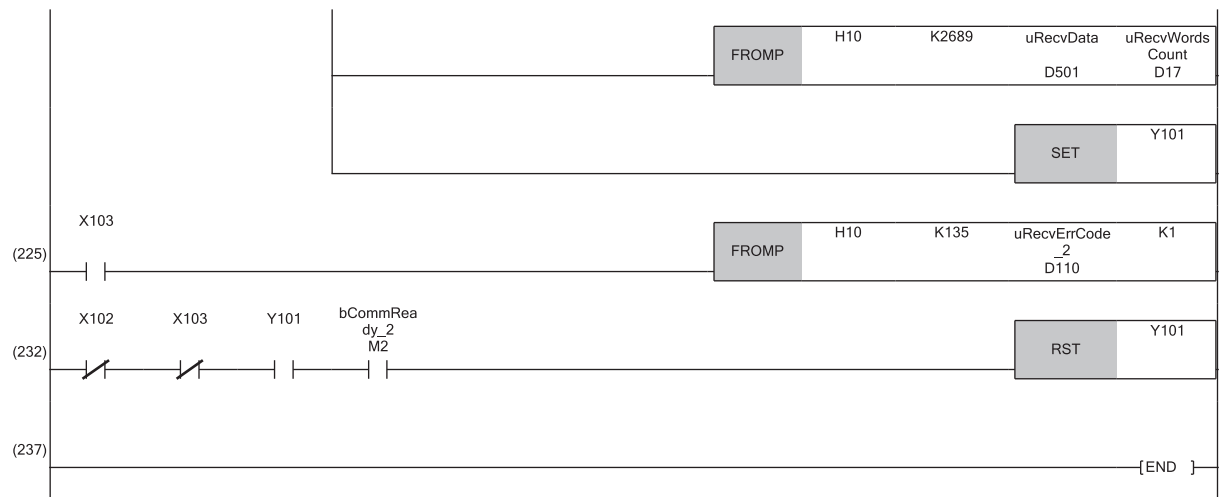 FROMP H10 K2689 uRecvData D501 uRecvWords Count D17
SET Y101
X103
(225) FROMP H10 K135 uRecvErrCode _2 D110 K1
X102 X103 Y101 bCommRea dy_2 M2
(232) RST Y101
(237) [END ]